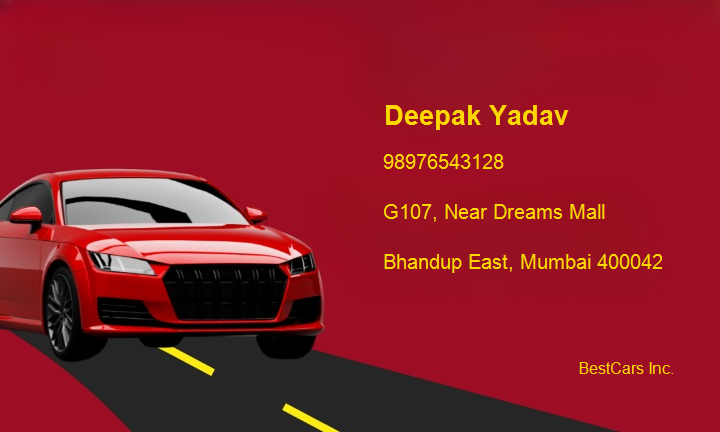 Deepak Yadav
98976543128
G107, Near Dreams Mall
Bhandup East, Mumbai 400042
BestCars Inc.